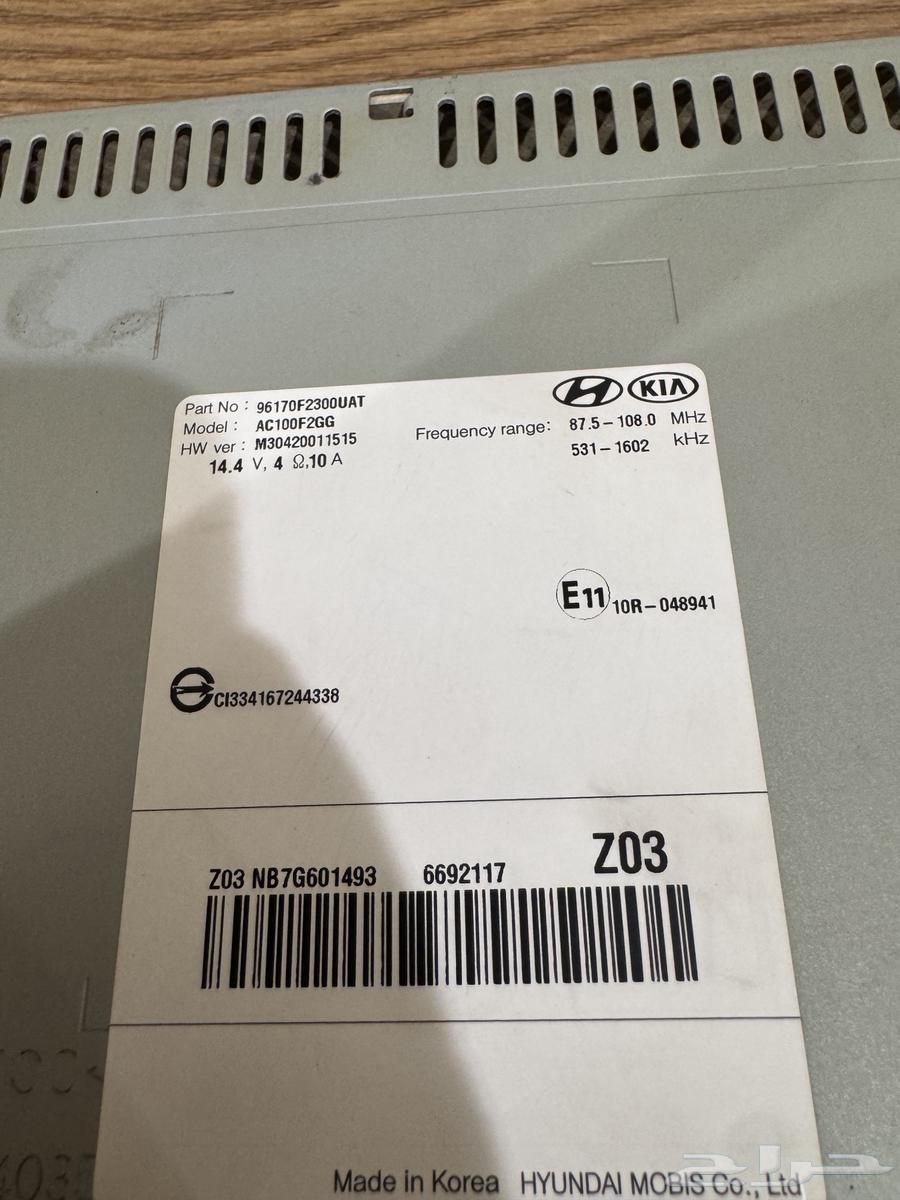 Part No : 96170F2300UAT
Model : AC100F2GG
HW ver : M30420011515
14.4 V, 4 Ω,10 A
KIA
Frequency range: 87.5-108.0 MHz
531-1602 kHz
E11 10R-048941
CI334167244338
Z03 NB7G601493 6692117 Z03
Made in Korea HYUNDAI MOBIS Co., Ltd
حراج